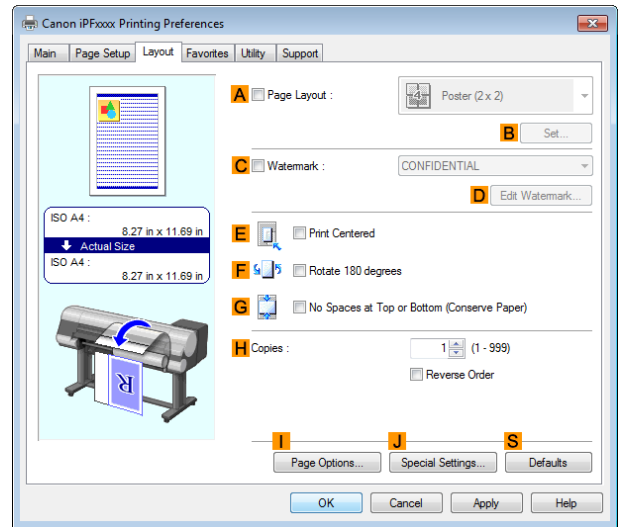 Canon iPFxxxx Printing Preferences
Main Page Setup Layout Favorites Utility Support
A Page Layout : 4 Poster (2 x 2)
B Set...
C Watermark : CONFIDENTIAL
D Edit Watermark...
ISO A4 :
8.27 in x 11.69 in
Actual Size
ISO A4 :
8.27 in x 11.69 in
E Print Centered
F Rotate 180 degrees
G No Spaces at Top or Bottom (Conserve Paper)
R
H Copies : 1 (1 - 999)
Reverse Order
I J S
Page Options... Special Settings... Defaults
OK Cancel Apply Help